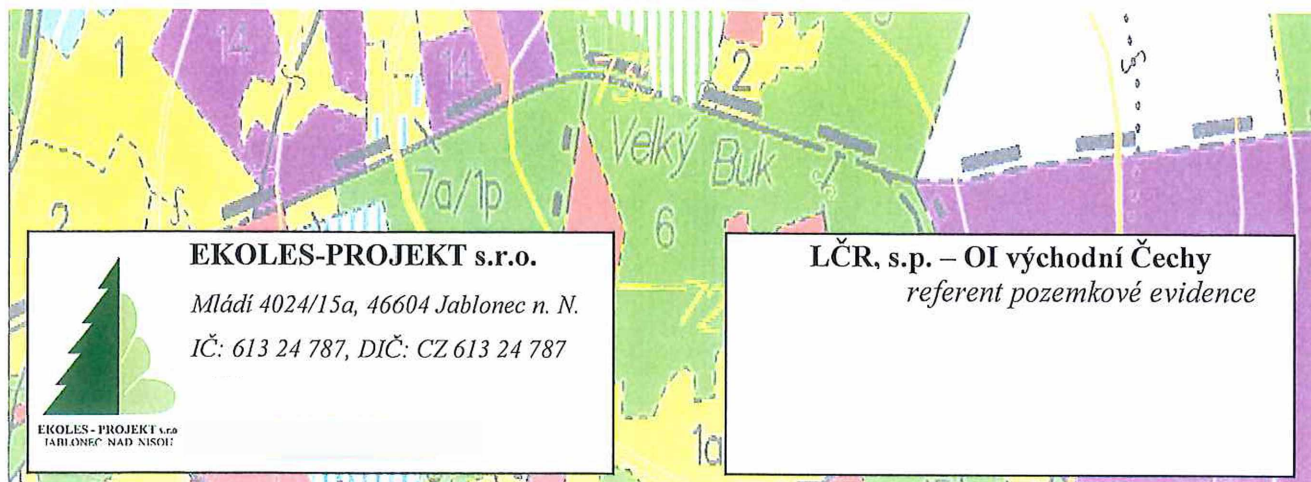 1
14
14
2
Velký Buk
7a/1p
6
2
72
1a
EKOLES-PROJEKT s.r.o.
Mládí 4024/15a, 46604 Jablonec n. N.
IČ: 613 24 787, DIČ: CZ 613 24 787
EKOLES - PROJEKT s.r.o
JABLONEC NAD NISOU
LČR, s.p. – OI východní Čechy
referent pozemkové evidence